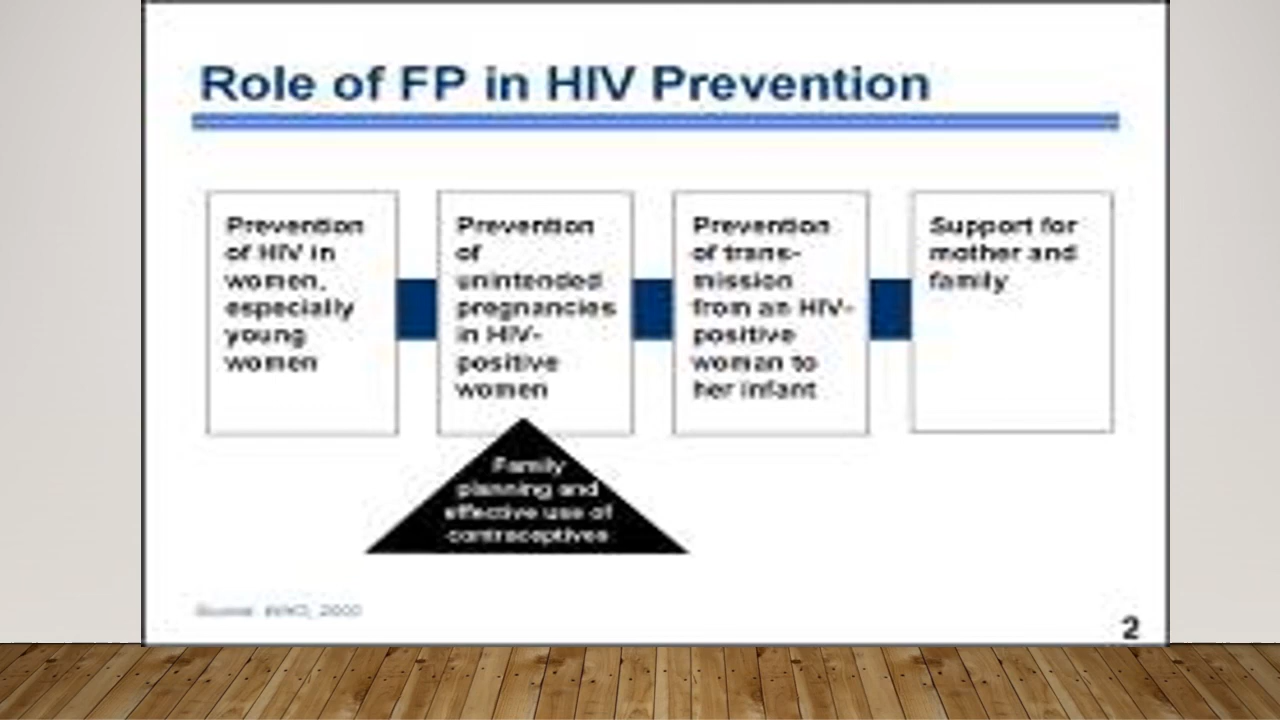 Role of FP in HIV Prevention
Prevention
of HIV in
women,
especially
young
women
Prevention
of
unintended
pregnancies
in HIV-
positive
women
Prevention
of trans-
mission
from an HIV-
positive
woman to
her infant
Support for
mother and
family
Family
planning and
effective use of
contraceptives
Source: WHO,
2